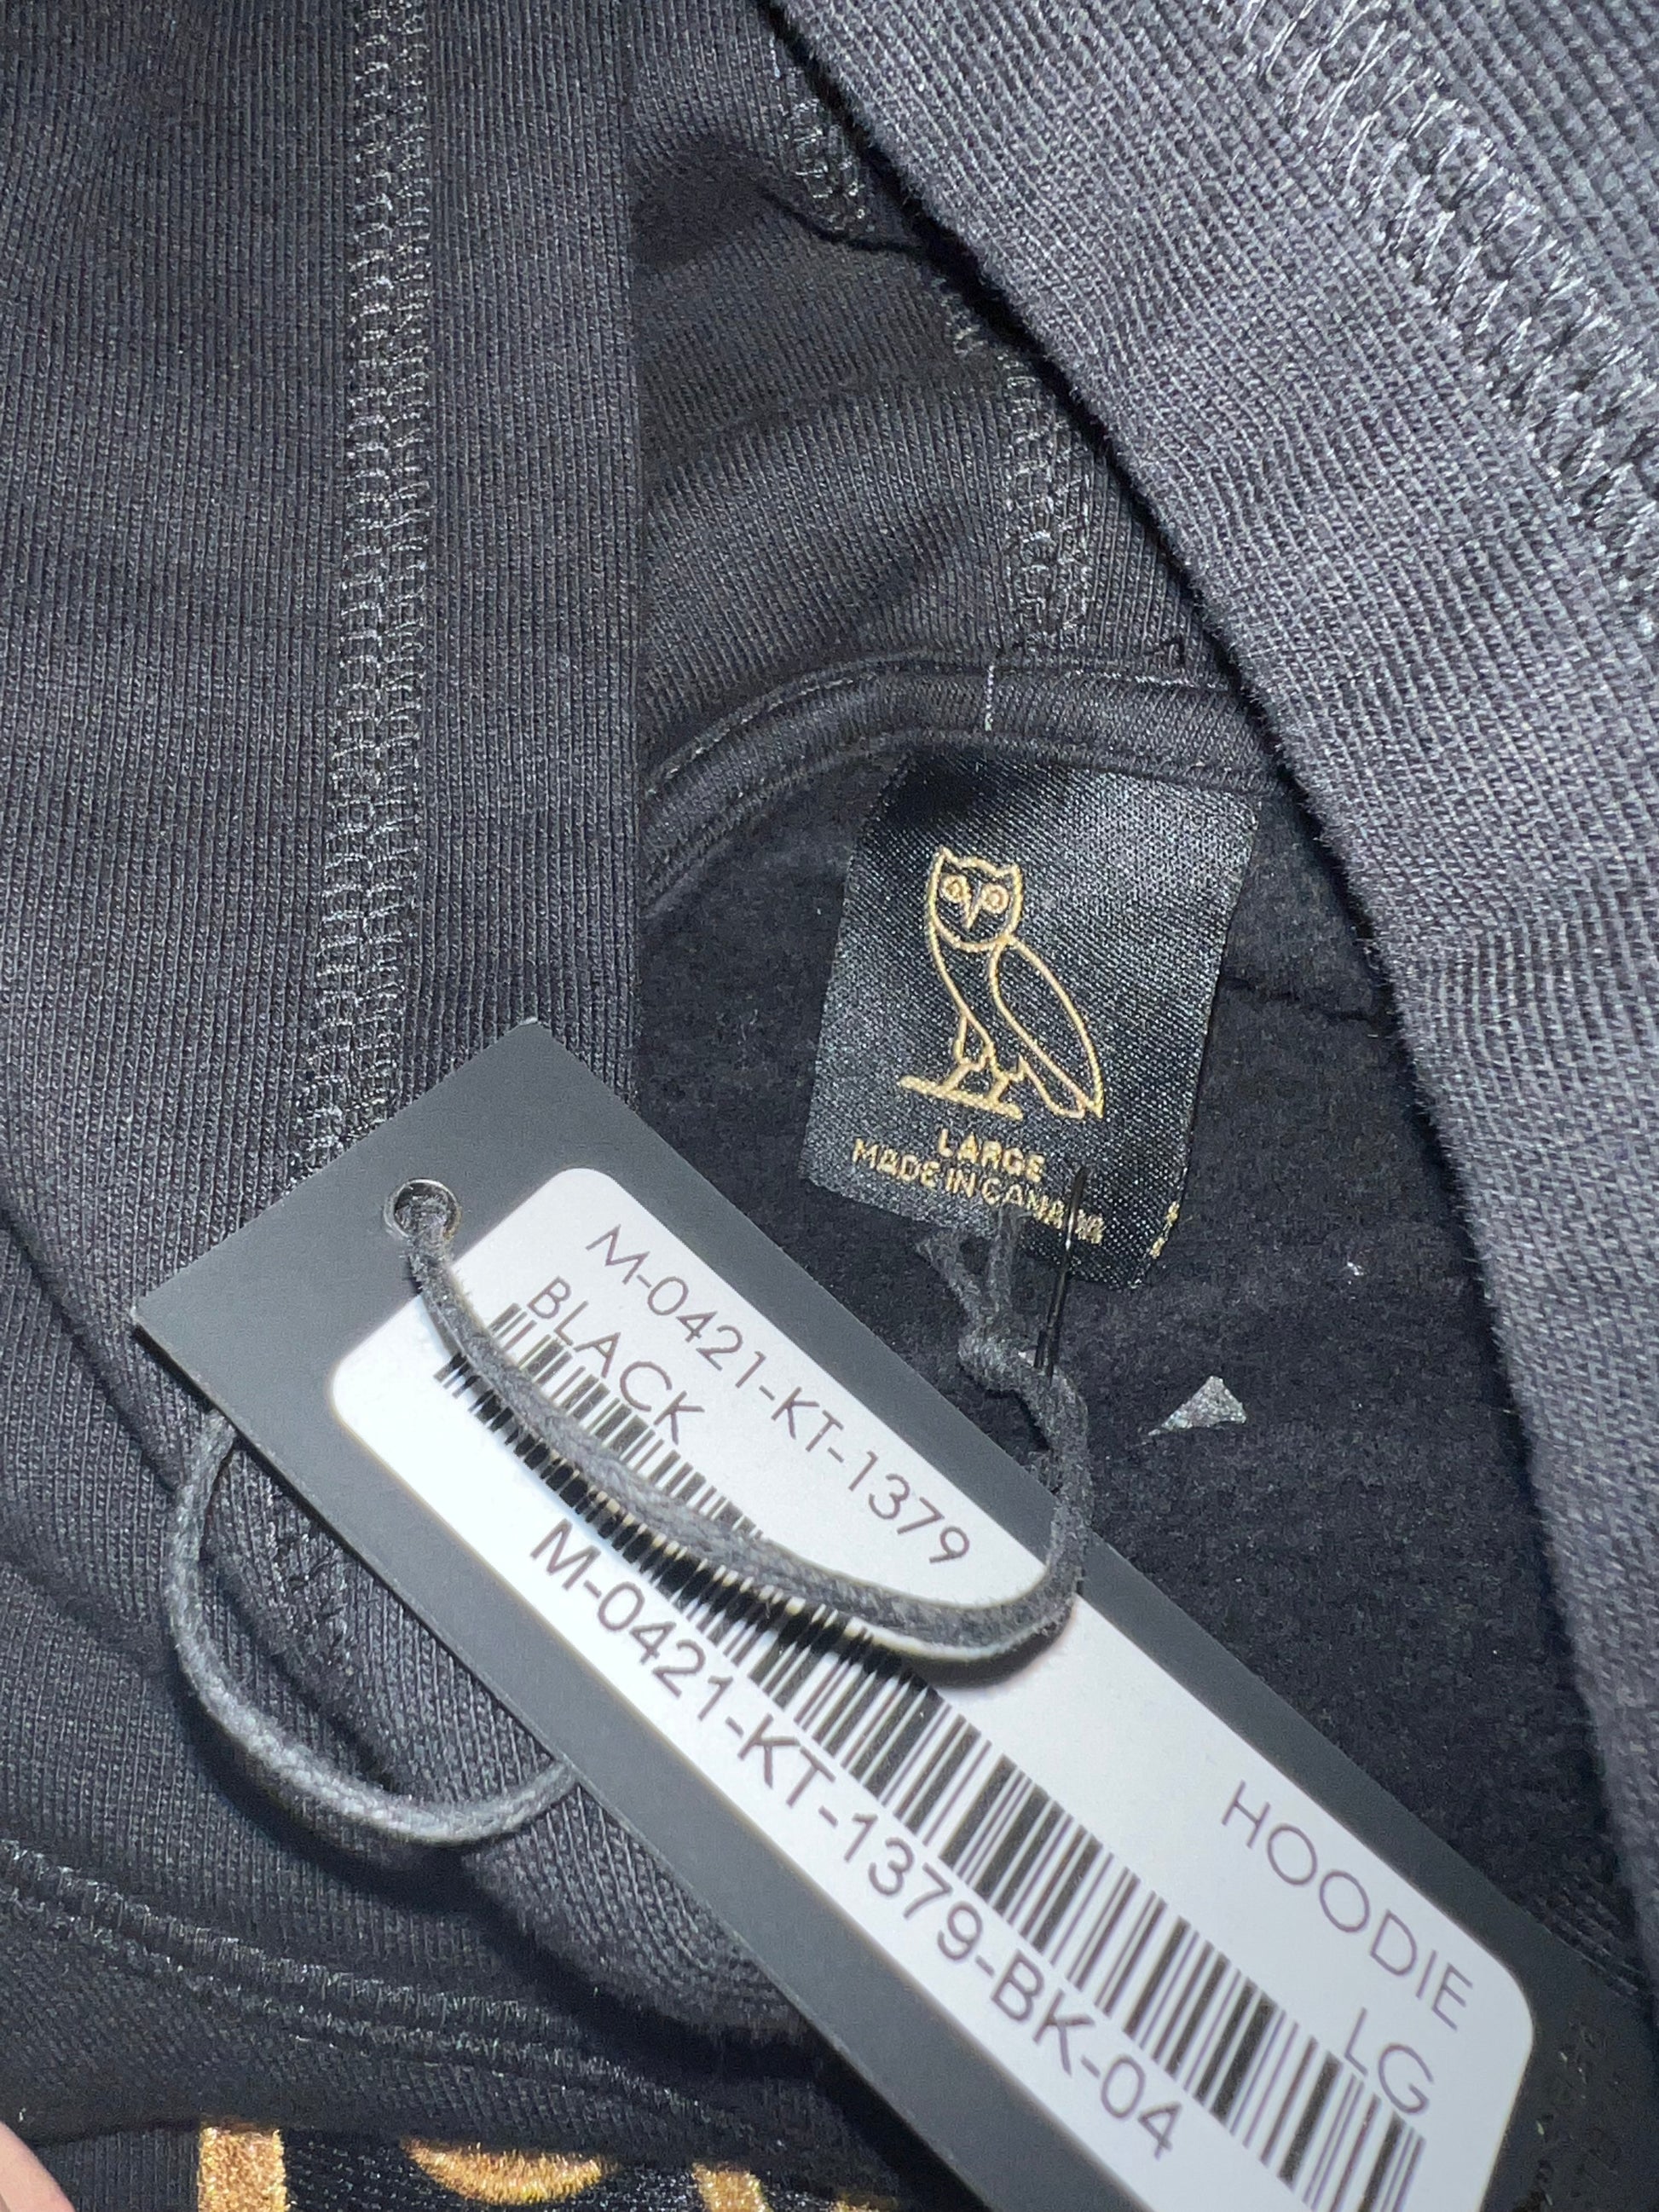 LARGE
MADE IN CANADA
M-0421-KT-1379
BLACK
HOODIE
LG
M-0421-KT-1379-BK-04